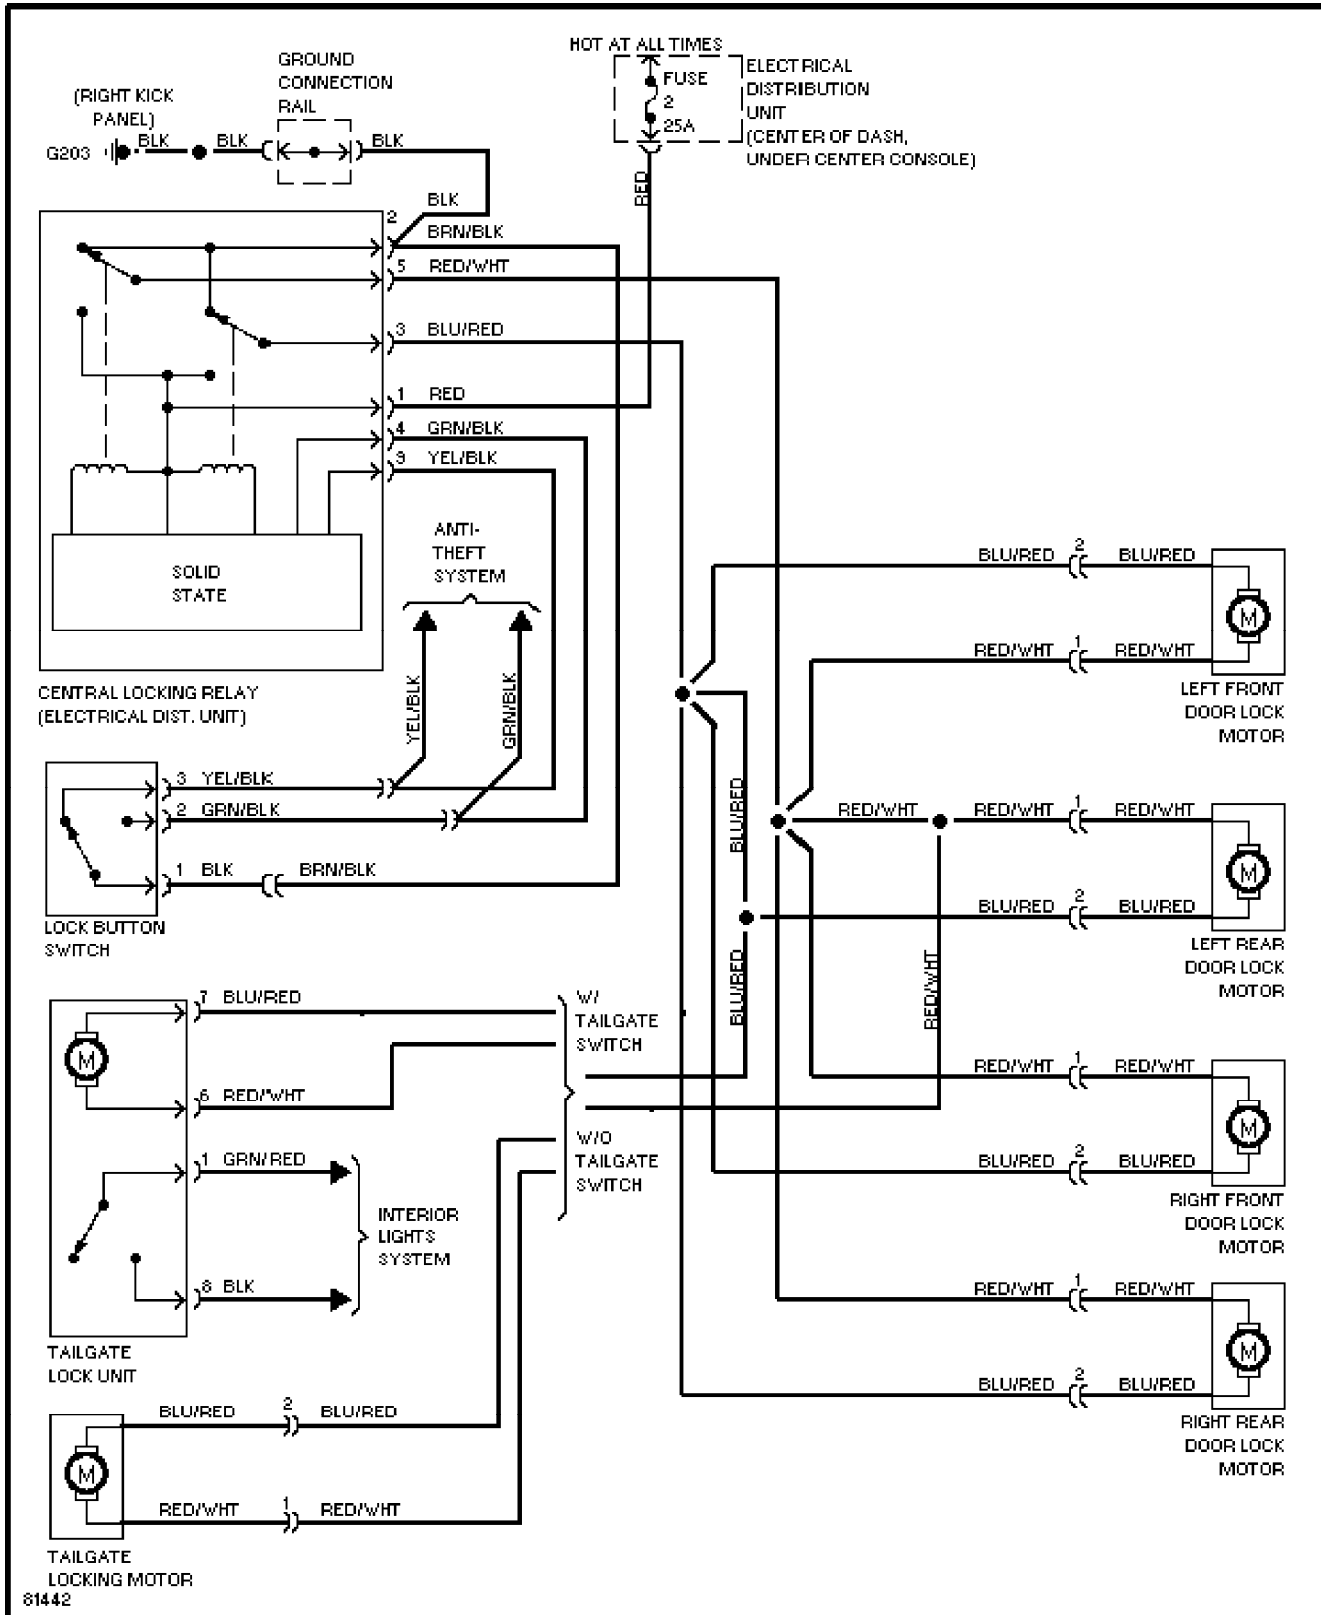 HOT AT ALL TIMES
GROUND
CONNECTION
RAIL
FUSE
2
25A
ELECTRICAL
DISTRIBUTION
UNIT
(CENTER OF DASH,
UNDER CENTER CONSOLE)
(RIGHT KICK
PANEL)
G203
BLK
BLK
BLK
RED
BLK
2
BRN/BLK
5 RED/WHT
3 BLU/RED
1 RED
4 GRN/BLK
9 YEL/BLK
SOLID
STATE
CENTRAL LOCKING RELAY
(ELECTRICAL DIST. UNIT)
ANTI-
THEFT
SYSTEM
YEL/BLK
GRN/BLK
3 YEL/BLK
2 GRN/BLK
1 BLK
BRN/BLK
LOCK BUTTON
SWITCH
BLU/RED 2 BLU/RED
M
RED/WHT 1 RED/WHT
LEFT FRONT
DOOR LOCK
MOTOR
BLU/RED
RED/WHT
RED/WHT 1 RED/WHT
M
BLU/RED 2 BLU/RED
LEFT REAR
DOOR LOCK
MOTOR
BLU/RED
RED/WHT
7 BLU/RED
M
6 RED/WHT
1 GRN/RED
8 BLK
INTERIOR
LIGHTS
SYSTEM
TAILGATE
LOCK UNIT
W/
TAILGATE
SWITCH
W/O
TAILGATE
SWITCH
RED/WHT 1 RED/WHT
M
BLU/RED 2 BLU/RED
RIGHT FRONT
DOOR LOCK
MOTOR
RED/WHT 1 RED/WHT
M
BLU/RED 2 BLU/RED
RIGHT REAR
DOOR LOCK
MOTOR
BLU/RED 2 BLU/RED
M
RED/WHT 1 RED/WHT
TAILGATE
LOCKING MOTOR
81442